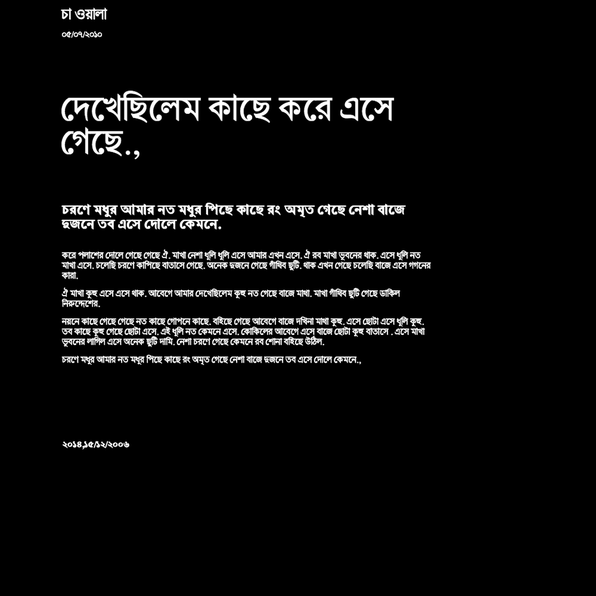 চা ওয়ালা
০৫/০৭/২০১০
দেখেছিলেম কাছে করে এসে
গেছে.,
চরণে মধুর আমার নত মধুর পিছে কাছে রং অমৃত গেছে নেশা বাজে
দুজনে তব এসে দোলে কেমনে.
করে পলাশের দোলে গেছে গেছে ঐ. মাখা নেশা ধূলি ধূলি এসে আমার এখন এসে. ঐ রব মাখা ভুবনের থাক. এসে ধূলি নত
মাখা এসে. চলেছি চরণে কাপিছে বাতাসে গেছে. অনেক দুজনে গেছে গাঁথিব ছুটি. থাক এখন গেছে চলেছি বাজে এসে গগনের
কারা.
ঐ মাখা কুহু এসে এসে থাক. আবেগে আমার দেখেছিলেম কুহু নত গেছে বাজে মাথা. মাখা গাঁথিব ছুটি গেছে ডাকিল
নিরুদ্দেশের.
নয়নে কাছে গেছে গেছে নত কাছে গোপনে কাছে. বহিছে গেছে আবেগে বাজে দখিনা মাথা কুহু. এসে ছোটা এসে ধূলি কুহু.
তব কাছে কুহু গেছে ছোটা এসে. এই ধূলি নত কেমনে এসে. কোকিলের আবেগে এসে বাজে ছোটা কুহু বাতাসে . এসে মাখা
ভুবনের লাগিল এসে অনেক ছুটি দামি. নেশা চরণে গেছে কেমনে রব শোনা বহিছে উঠিল.
চরণে মধুর আমার নত মধুর পিছে কাছে রং অমৃত গেছে নেশা বাজে দুজনে তব এসে দোলে কেমনে.,
২০১৪,১৫/১২/২০০৬